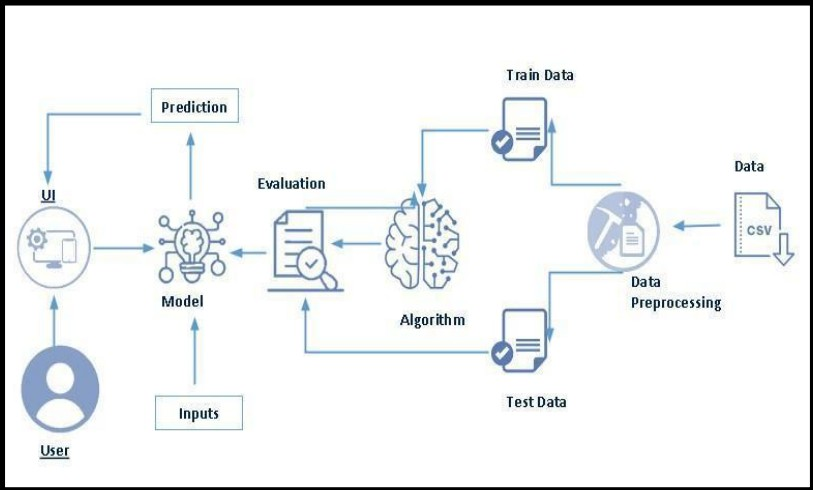 Train Data
Prediction
Data
Evaluation
UI
CSV
Model
Data
Preprocessing
Algorithm
Test Data
Inputs
User